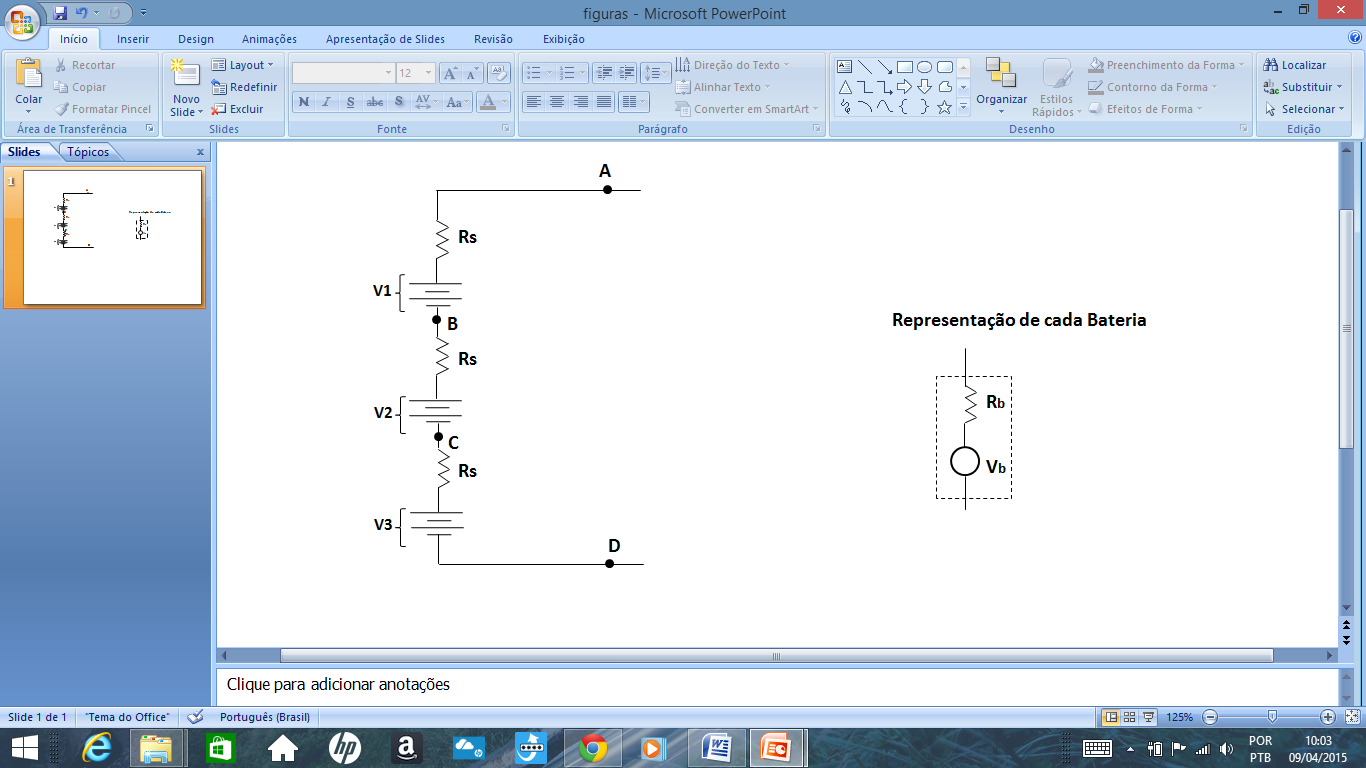 figuras - Microsoft PowerPoint
Início Inserir Design Animações Apresentação de Slides Revisão Exibição
Colar
Recortar
Copiar
Formatar Pincel
Área de Transferência
Novo Slide
Layout
Redefinir
Excluir
Slides
12
N I S abc S AV Aa A
Fonte
Direção do Texto
Alinhar Texto
Converter em SmartArt
Parágrafo
Organizar
Estilos Rápidos
Preenchimento da Forma
Contorno da Forma
Efeitos de Forma
Desenho
Localizar
Substituir
Selecionar
Edição
Slides Tópicos x
1
A
Rs
V1
B
Rs
V2
C
Rs
V3
D
Representação de cada Bateria
Rb
Vb
Clique para adicionar anotações
Slide 1 de 1 "Tema do Office" Português (Brasil) 125%
POR 10:03
PTB 09/04/2015